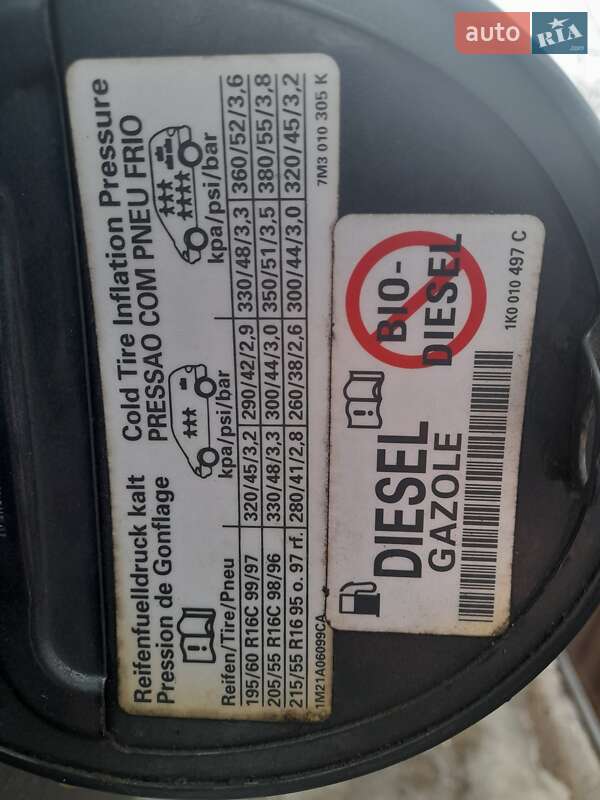 auto RIA .com
Reifenfuelldruck kalt Cold Tire Inflation Pressure
Pression de Gonflage PRESSAO COM PNEU FRIO
Reifen/Tire/Pneu kpa/psi/bar kpa/psi/bar
195/60 R16C 99/97 320/45/3,2 290/42/2,9 330/48/3,3 360/52/3,6
205/55 R16C 98/96 330/48/3,3 300/44/3,0 350/51/3,5 380/55/3,8
215/55 R16 95 o. 97 rf. 280/41/2,8 260/38/2,6 300/44/3,0 320/45/3,2
1M21A06099CA 7M3 010 305 K
DIESEL
GAZOLE
BIO-
DIESEL
1K0 010 497 C